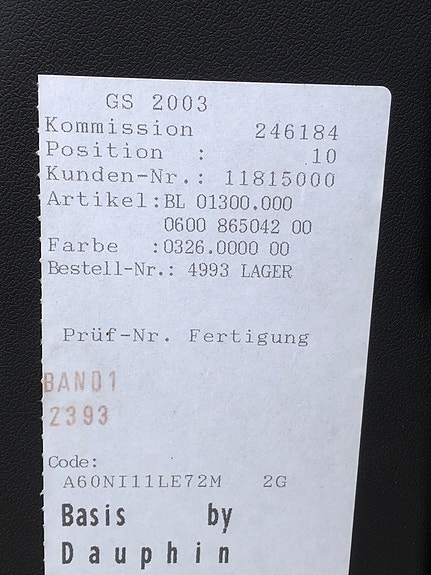 GS 2003
Kommission 246184
Position : 10
Kunden-Nr.: 11815000
Artikel:BL 01300.000
0600 865042 00
Farbe :0326.0000 00
Bestell-Nr.: 4993 LAGER
Prüf-Nr. Fertigung
BAND1
2393
Code:
A60NI11LE72M 2G
Basis by
Dauphin